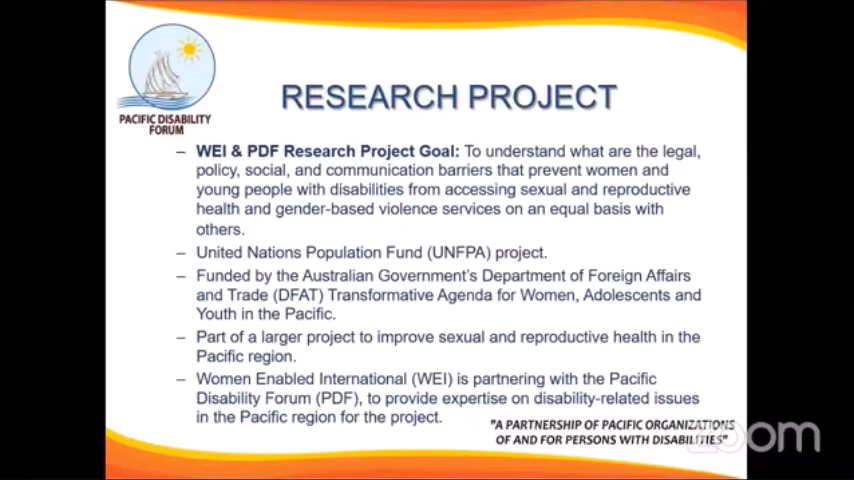 PACIFIC DISABILITY
FORUM
RESEARCH PROJECT
– WEI & PDF Research Project Goal: To understand what are the legal,
policy, social, and communication barriers that prevent women and
young people with disabilities from accessing sexual and reproductive
health and gender-based violence services on an equal basis with
others.
– United Nations Population Fund (UNFPA) project.
– Funded by the Australian Government's Department of Foreign Affairs
and Trade (DFAT) Transformative Agenda for Women, Adolescents and
Youth in the Pacific.
– Part of a larger project to improve sexual and reproductive health in the
Pacific region.
– Women Enabled International (WEI) is partnering with the Pacific
Disability Forum (PDF), to provide expertise on disability-related issues
in the Pacific region for the project.
"A PARTNERSHIP OF PACIFIC ORGANIZATIONS
OF AND FOR PERSONS WITH DISABILITIES"
zoom